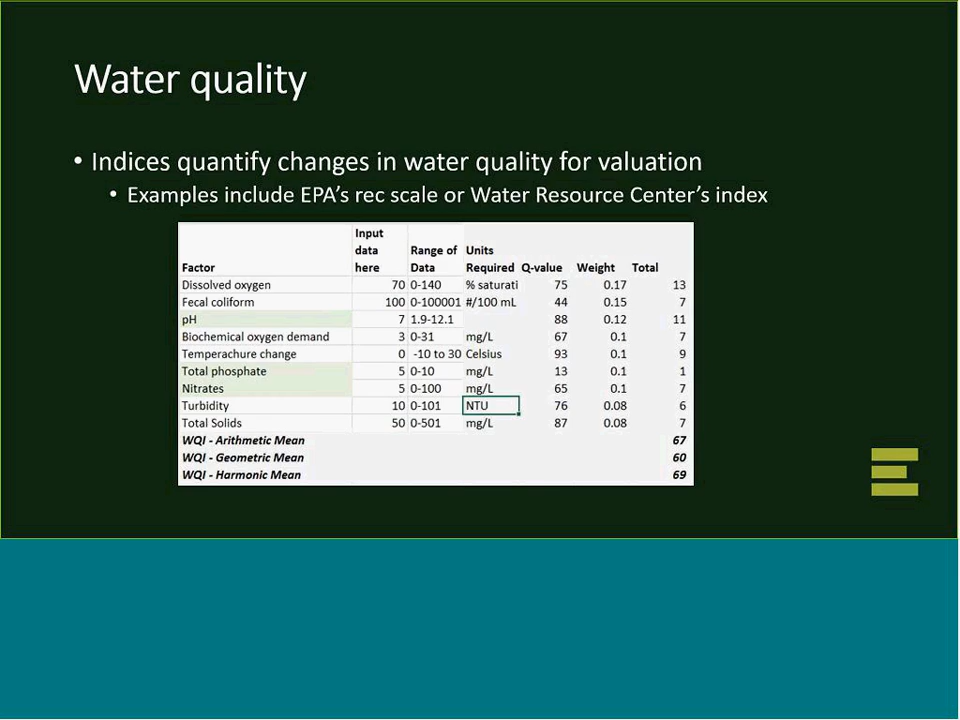 Water quality
• Indices quantify changes in water quality for valuation
• Examples include EPA's rec scale or Water Resource Center's index
Factor Input data here Range of Data Units Required Q-value Weight Total
Dissolved oxygen 70 0-140 % saturati 75 0.17 13
Fecal coliform 100 0-100001 #/100 mL 44 0.15 7
pH 7 1.9-12.1 88 0.12 11
Biochemical oxygen demand 3 0-31 mg/L 67 0.1 7
Temperachure change 0 -10 to 30 Celsius 93 0.1 9
Total phosphate 5 0-10 mg/L 13 0.1 1
Nitrates 5 0-100 mg/L 65 0.1 7
Turbidity 10 0-101 NTU 76 0.08 6
Total Solids 50 0-501 mg/L 87 0.08 7
WQI - Arithmetic Mean 67
WQI - Geometric Mean 60
WQI - Harmonic Mean 69